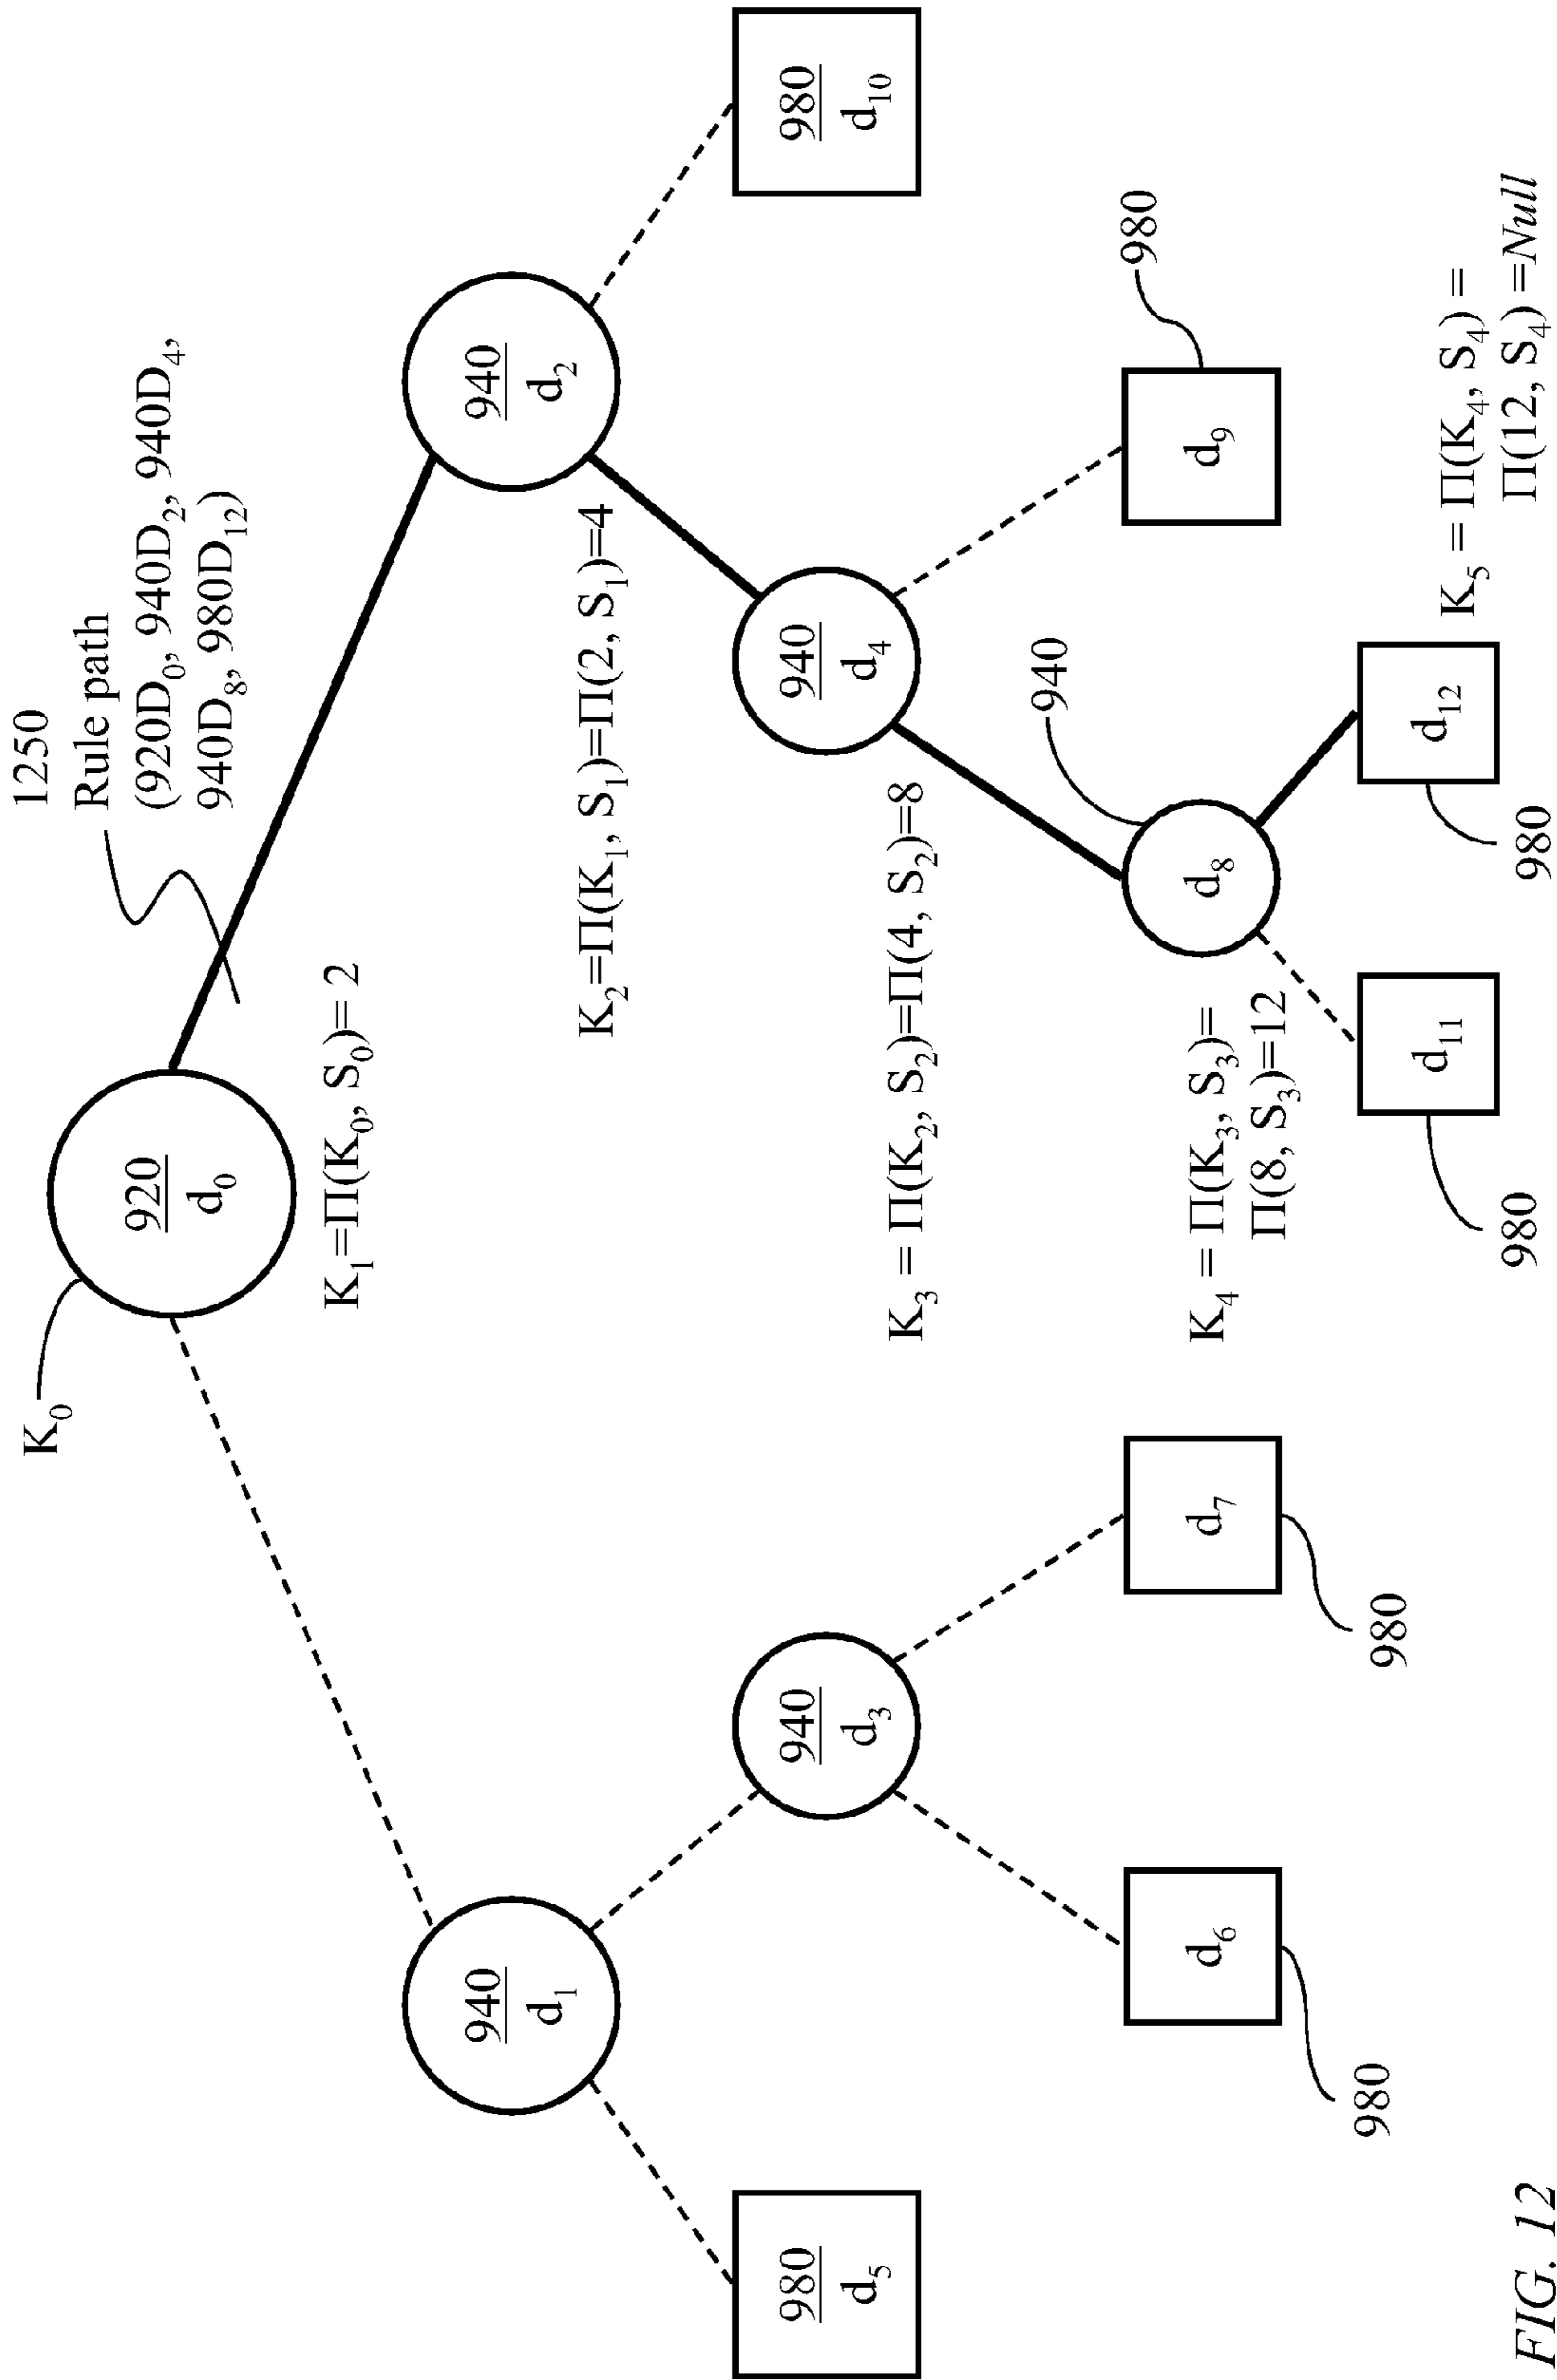 1250
Rule path
(920D₀, 940D₂, 940D₄,
940D₈, 980D₁₂)
K₀
920
d₀
K₁=Π(K₀, S₀)= 2
940
d₁
940
d₂
K₂=Π(K₁, S₁)=Π(2, S₁)=4
980
d₅
940
d₃
940
d₄
980
d₁₀
K₃ = Π(K₂, S₂)=Π(4, S₂)=8
940
980
d₆
d₇
d₈
d₉
K₄ = Π(K₃, S₃)=
Π(8, S₃)=12
980
980
d₁₁
d₁₂
K₅ = Π(K₄, S₄) =
Π(12, S₄) =Null
980
980
FIG. 12